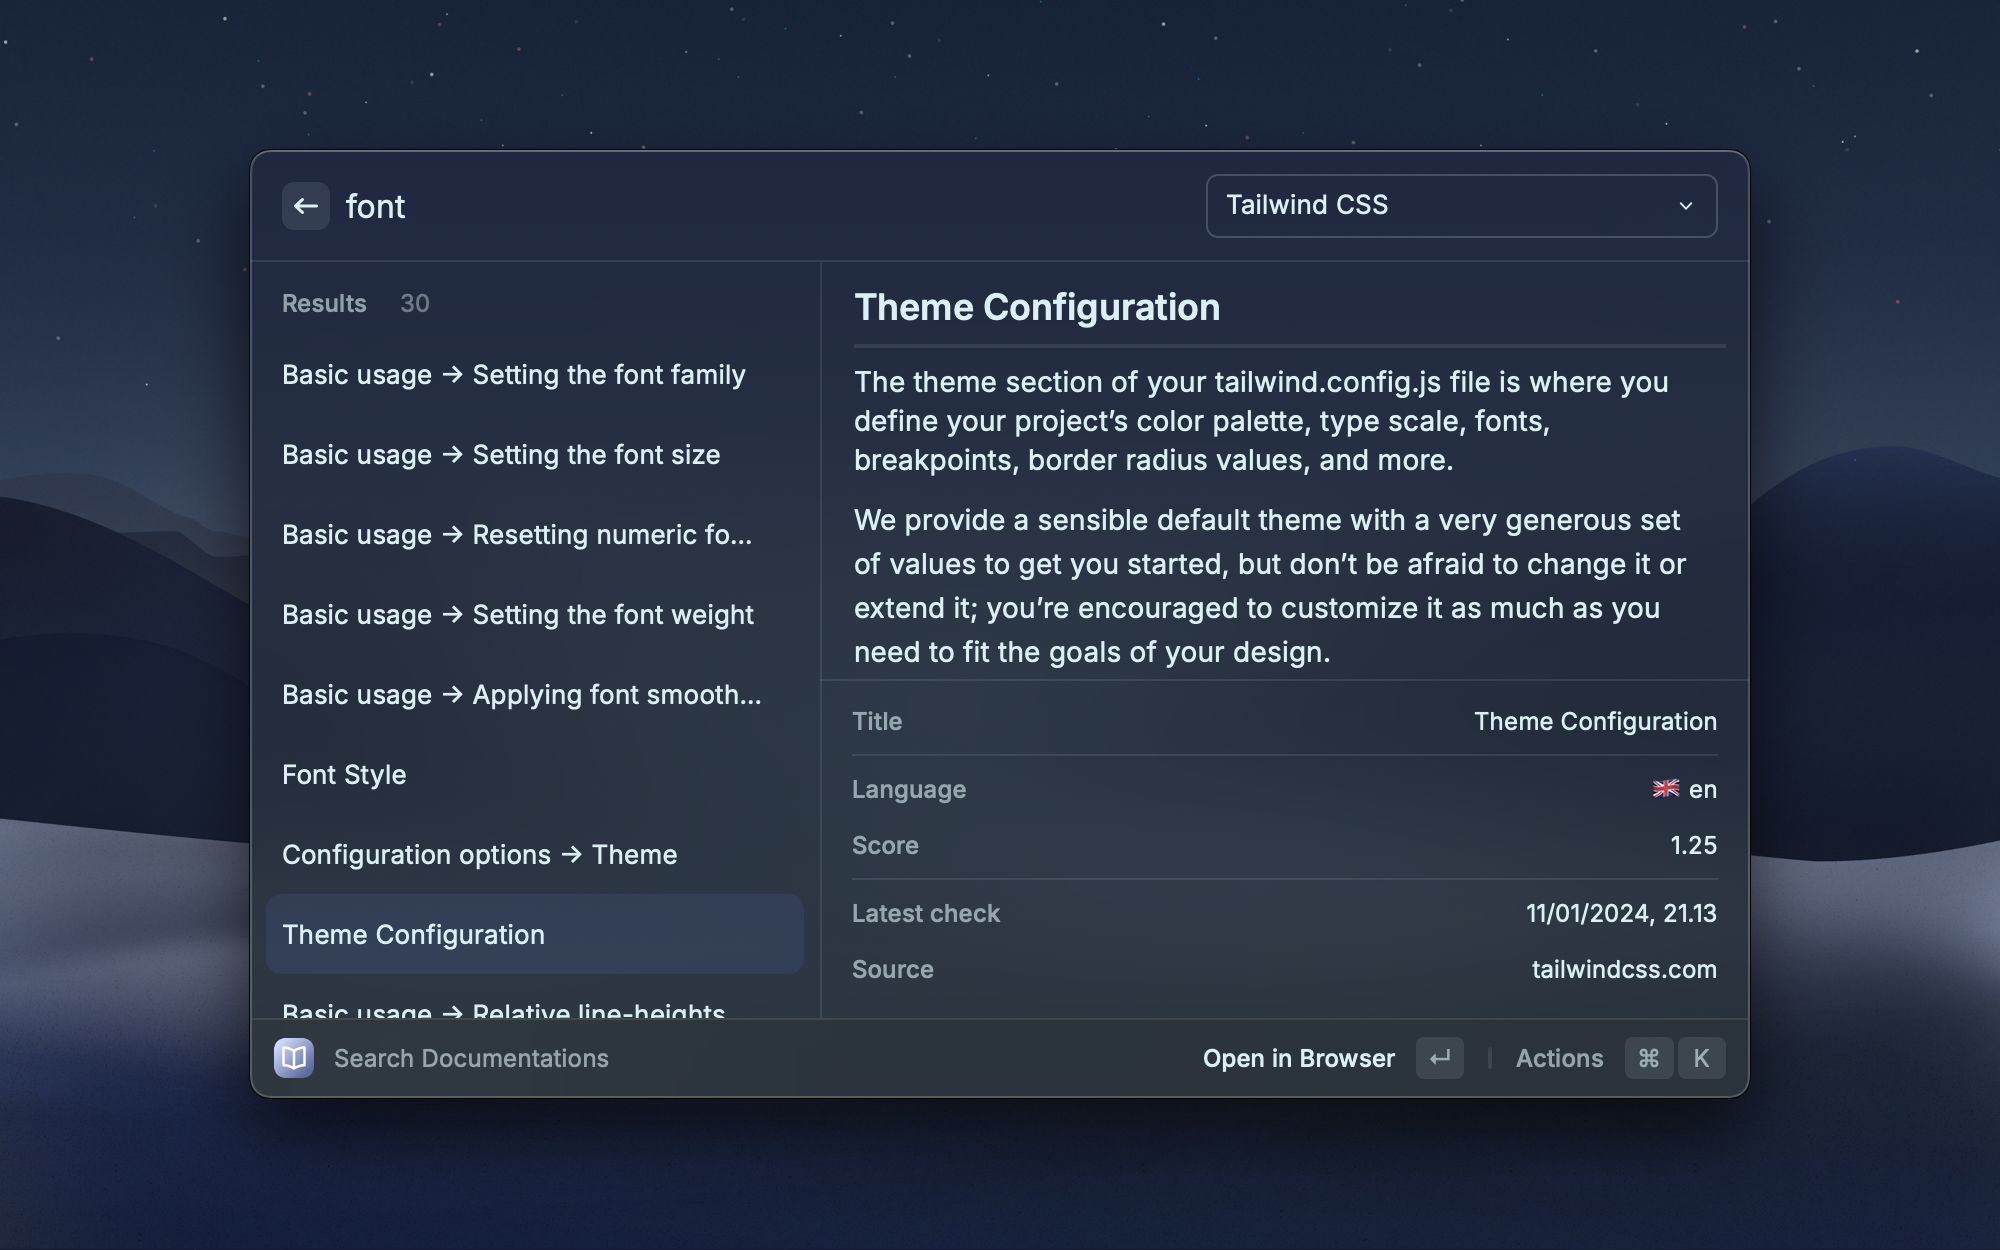 font
Tailwind CSS
Results 30
Basic usage → Setting the font family
Basic usage → Setting the font size
Basic usage → Resetting numeric fo...
Basic usage → Setting the font weight
Basic usage → Applying font smooth...
Font Style
Configuration options → Theme
Theme Configuration
Basic usage → Relative line-heights
Theme Configuration
The theme section of your tailwind.config.js file is where you
define your project’s color palette, type scale, fonts,
breakpoints, border radius values, and more.
We provide a sensible default theme with a very generous set
of values to get you started, but don’t be afraid to change it or
extend it; you’re encouraged to customize it as much as you
need to fit the goals of your design.
Title Theme Configuration
Language 🇬🇧 en
Score 1.25
Latest check 11/01/2024, 21.13
Source tailwindcss.com
Search Documentations
Open in Browser ↵ | Actions ⌘ K